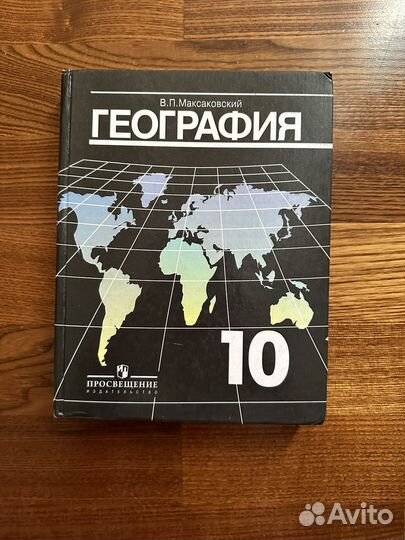 В.П.Максаковский
ГЕОГРАФИЯ
10
ПРОСВЕЩЕНИЕ
ИЗДАТЕЛЬСТВО
Avito